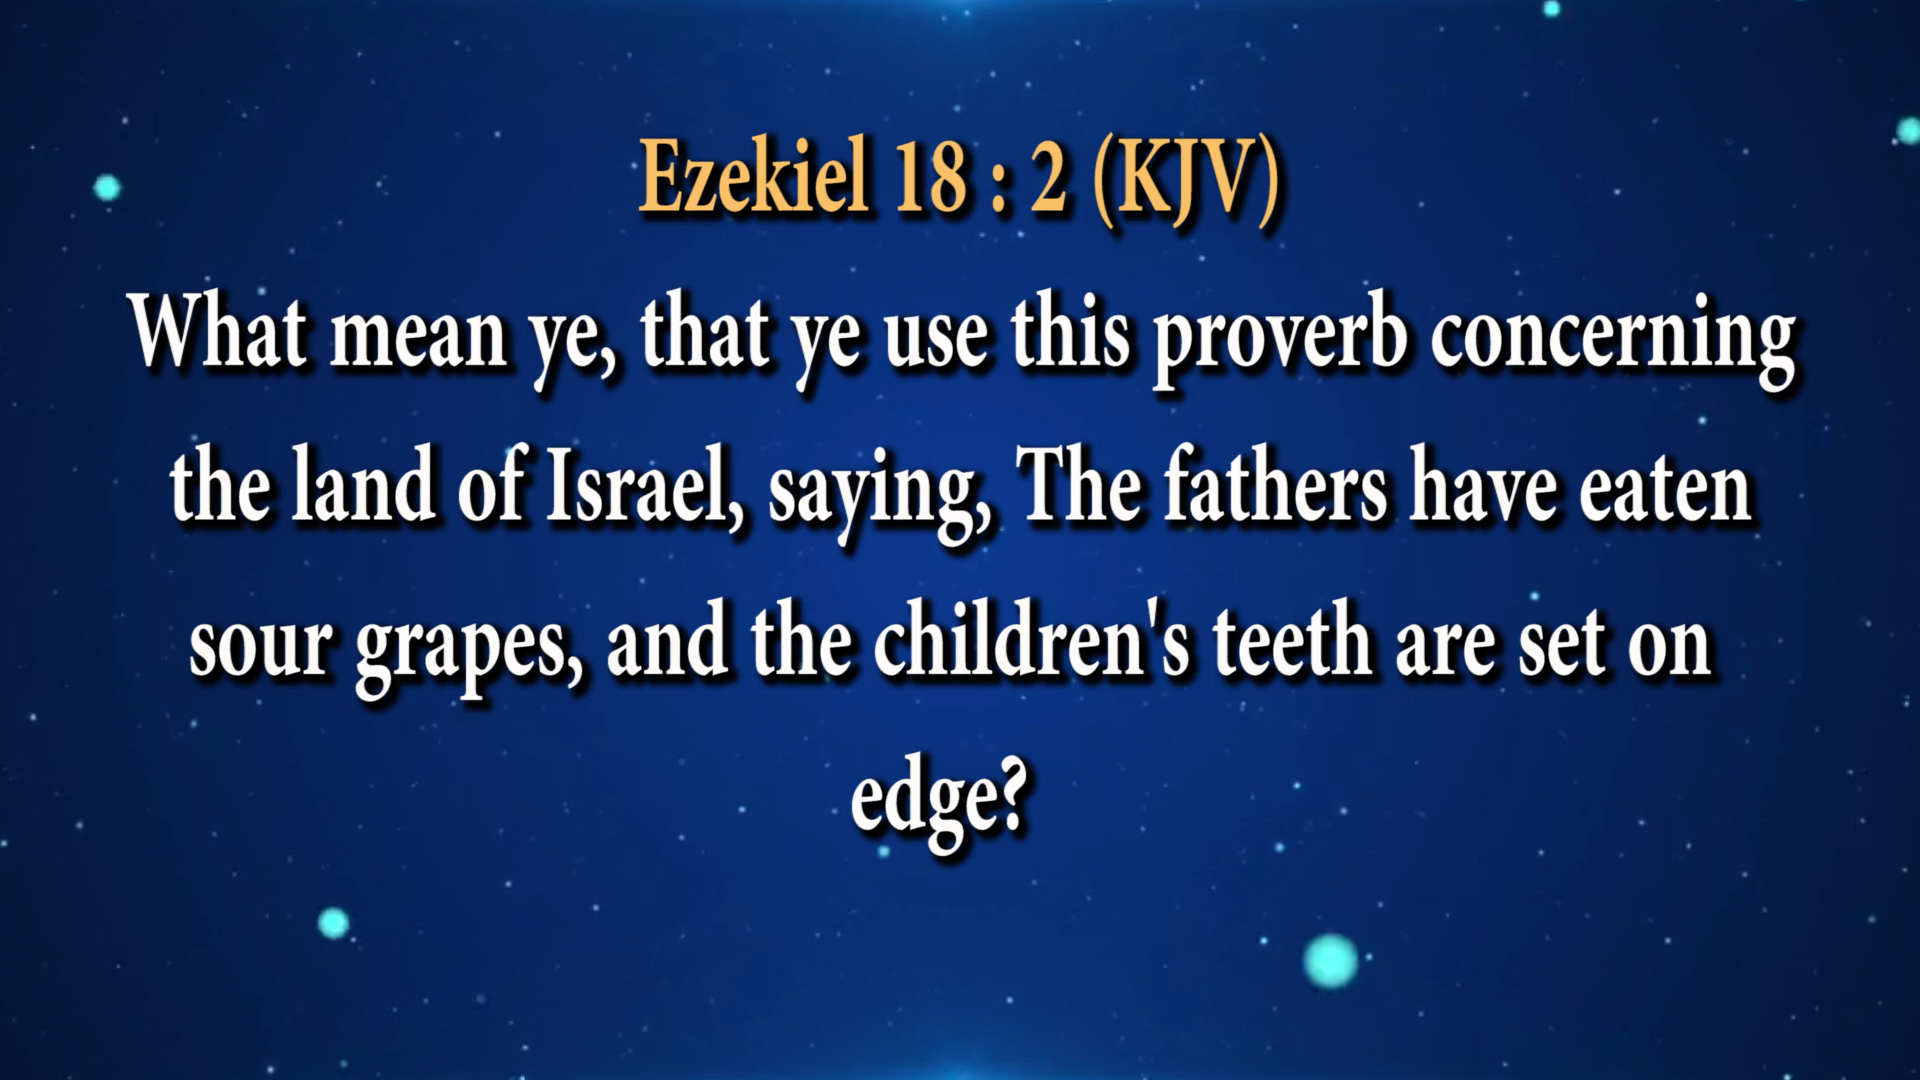 Ezekiel 18 : 2 (KJV)
What mean ye, that ye use this proverb concerning
the land of Israel, saying, The fathers have eaten
sour grapes, and the children's teeth are set on
edge?